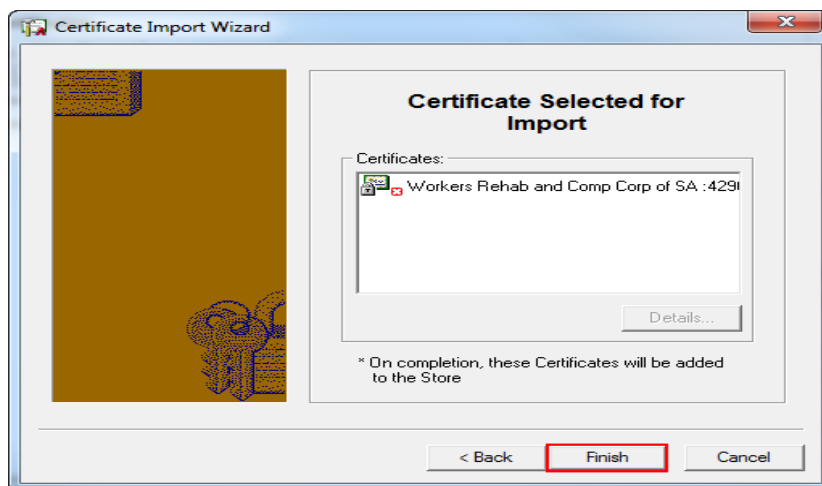 Certificate Import Wizard
Certificate Selected for
Import
Certificates:
Workers Rehab and Comp Corp of SA :429
Details...
* On completion, these Certificates will be added
to the Store
< Back
Finish
Cancel